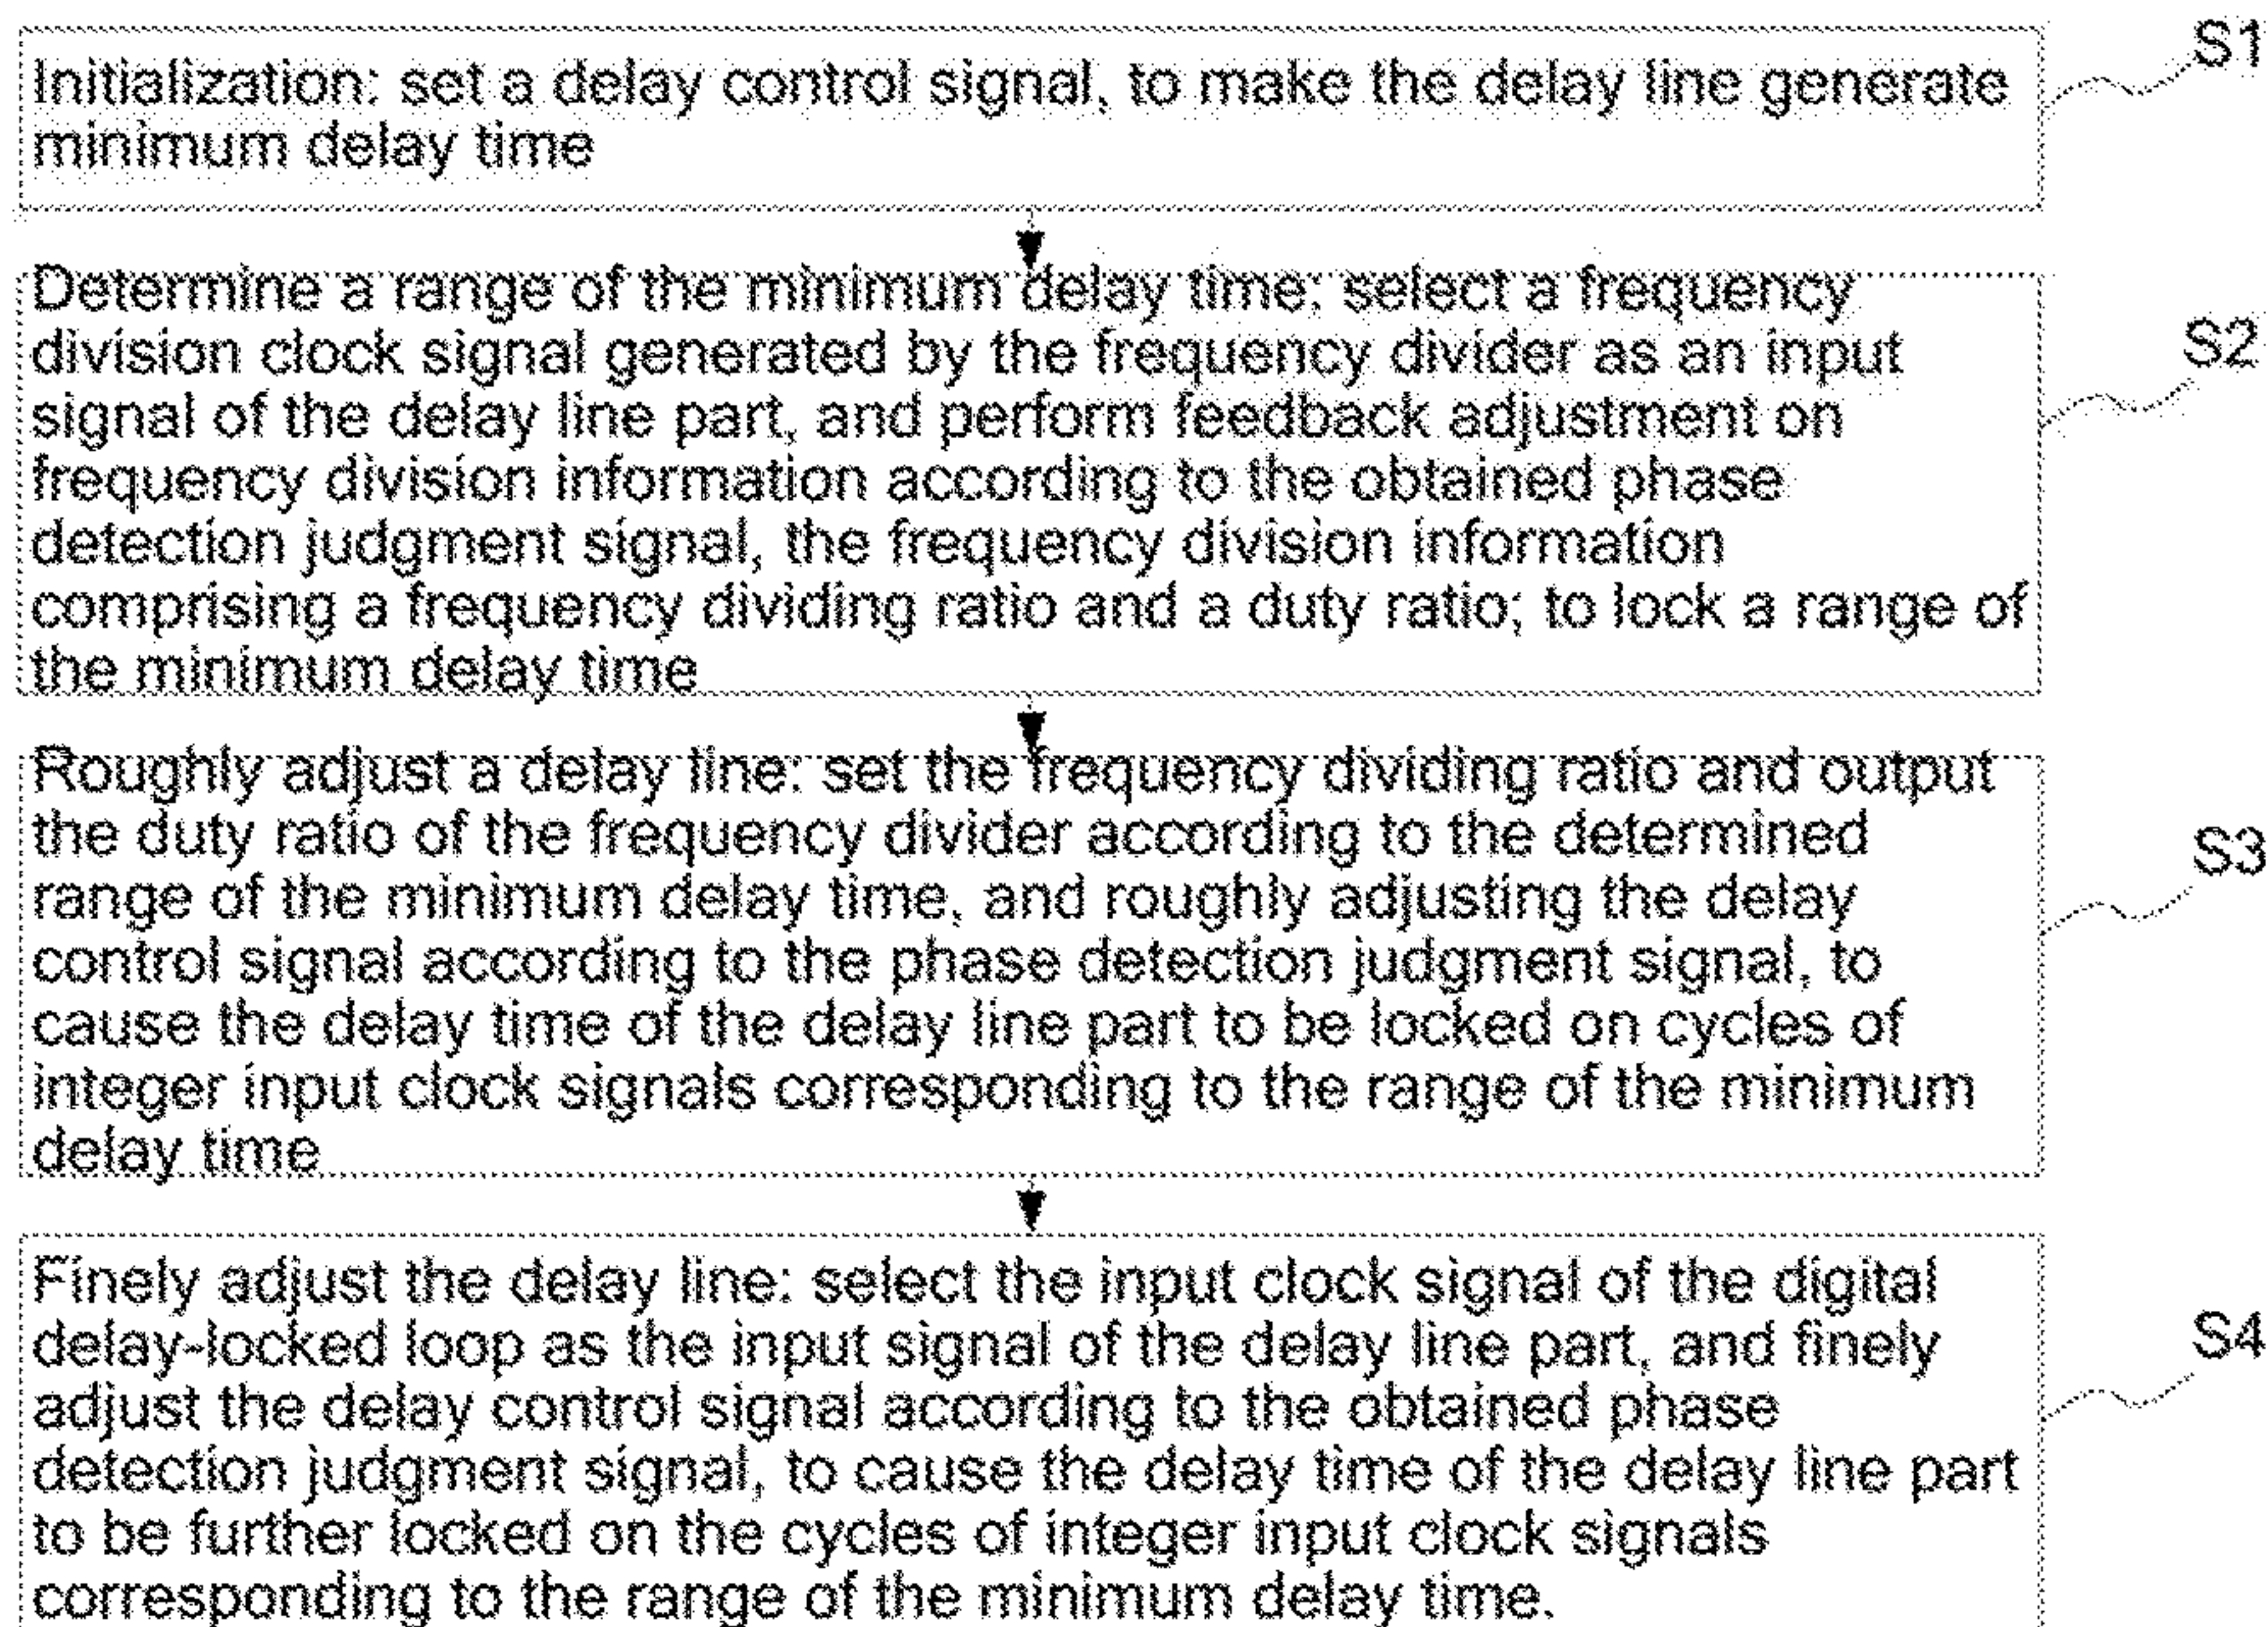 S1
Initialization: set a delay control signal, to make the delay line generate
minimum delay time
Determine a range of the minimum delay time: select a frequency
S2
division clock signal generated by the frequency divider as an input
signal of the delay line part, and perform feedback adjustment on
frequency division information according to the obtained phase
detection judgment signal, the frequency division information
comprising a frequency dividing ratio and a duty ratio; to lock a range of
the minimum delay time
Roughly adjust a delay line: set the frequency dividing ratio and output
the duty ratio of the frequency divider according to the determined
S3
range of the minimum delay time, and roughly adjusting the delay
control signal according to the phase detection judgment signal, to
cause the delay time of the delay line part to be locked on cycles of
integer input clock signals corresponding to the range of the minimum
delay time
Finely adjust the delay line: select the input clock signal of the digital
S4
delay-locked loop as the input signal of the delay line part, and finely
adjust the delay control signal according to the obtained phase
detection judgment signal, to cause the delay time of the delay line part
to be further locked on the cycles of integer input clock signals
corresponding to the range of the minimum delay time.